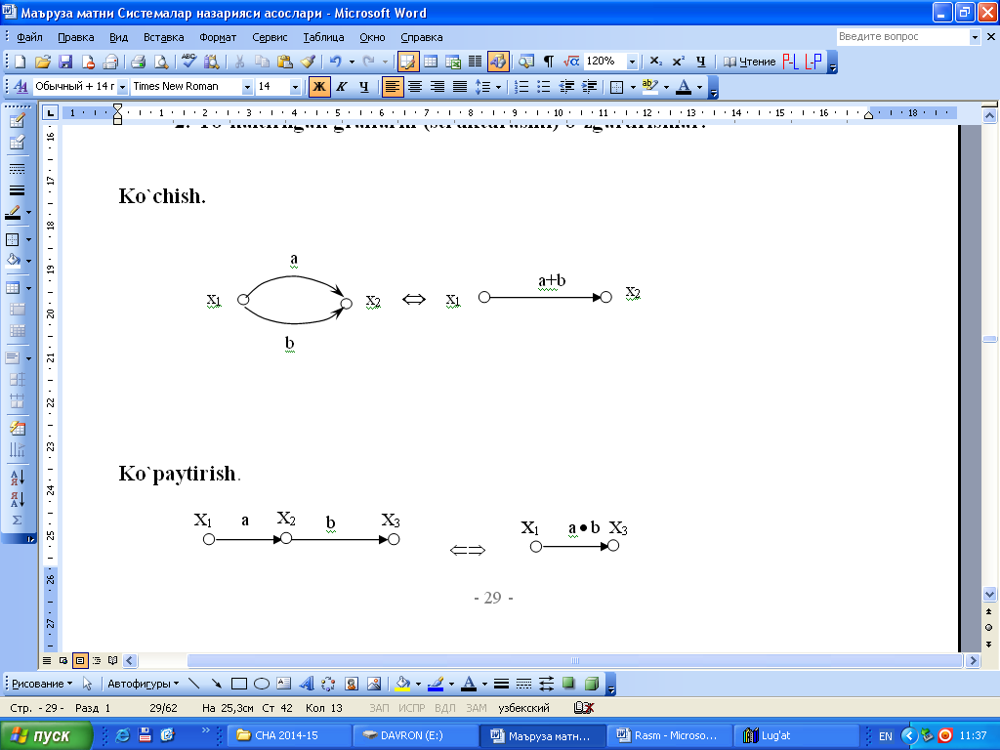 Маъруза матни Системалар назарияси асослари - Microsoft Word
Файл Правка Вид Вставка Формат Сервис Таблица Окно Справка
Введите вопрос
120% Чтение
Обычный + 14 г Times New Roman 14 Ж К Ч
Ko`chish.
a
x1 x2 ⇔ x1 a+b x2
b
Ko`paytirish.
X1 a X2 b X3 ⇐⇒ X1 a•b X3
- 29 -
Рисование Автофигуры
Стр. - 29 - Разд 1 29/62 На 25,3см Ст 42 Кол 13 ЗАП ИСПР ВДЛ ЗАМ узбекский
пуск СНА 2014-15 DAVRON (E:) Маъруза матн... Rasm - Microso... Lug'at EN 11:37